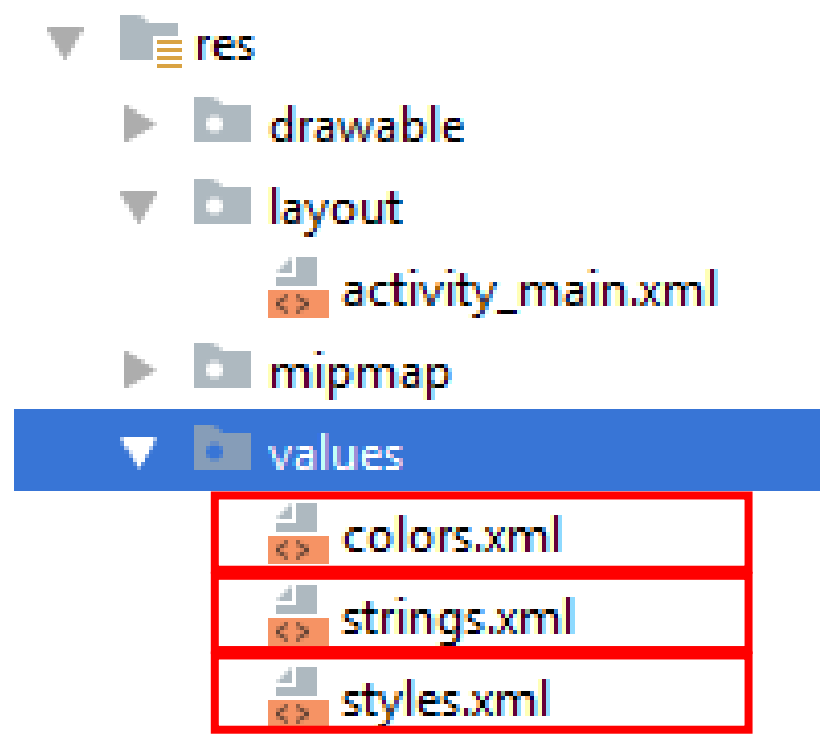 res
drawable
layout
activity_main.xml
mipmap
values
colors.xml
strings.xml
styles.xml